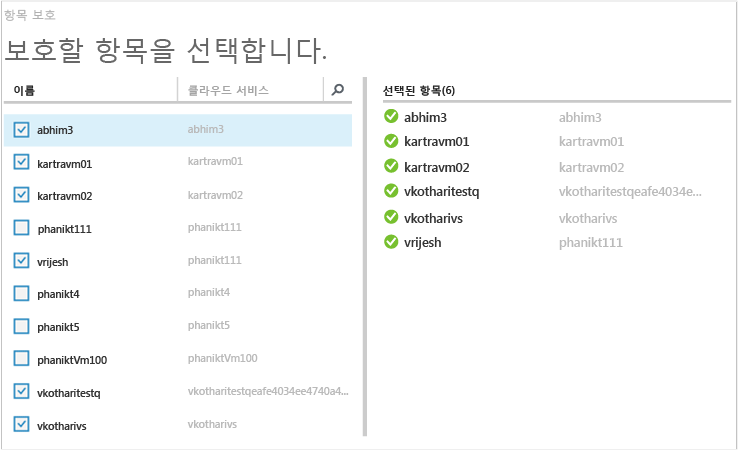 항목 보호
보호할 항목을 선택합니다.
이름 클라우드 서비스
abhim3 abhim3
kartravm01 kartravm01
kartravm02 kartravm02
phanikt111 phanikt111
vrijesh phanikt111
phanikt4 phanikt4
phanikt5 phanikt5
phaniktVm100 phaniktVm100
vkotharitestq vkotharitestqeafe4034ee4740a4...
vkotharivs vkotharivs
선택된 항목(6)
abhim3 abhim3
kartravm01 kartravm01
kartravm02 kartravm02
vkotharitestq vkotharitestqeafe4034e...
vkotharivs vkotharivs
vrijesh phanikt111